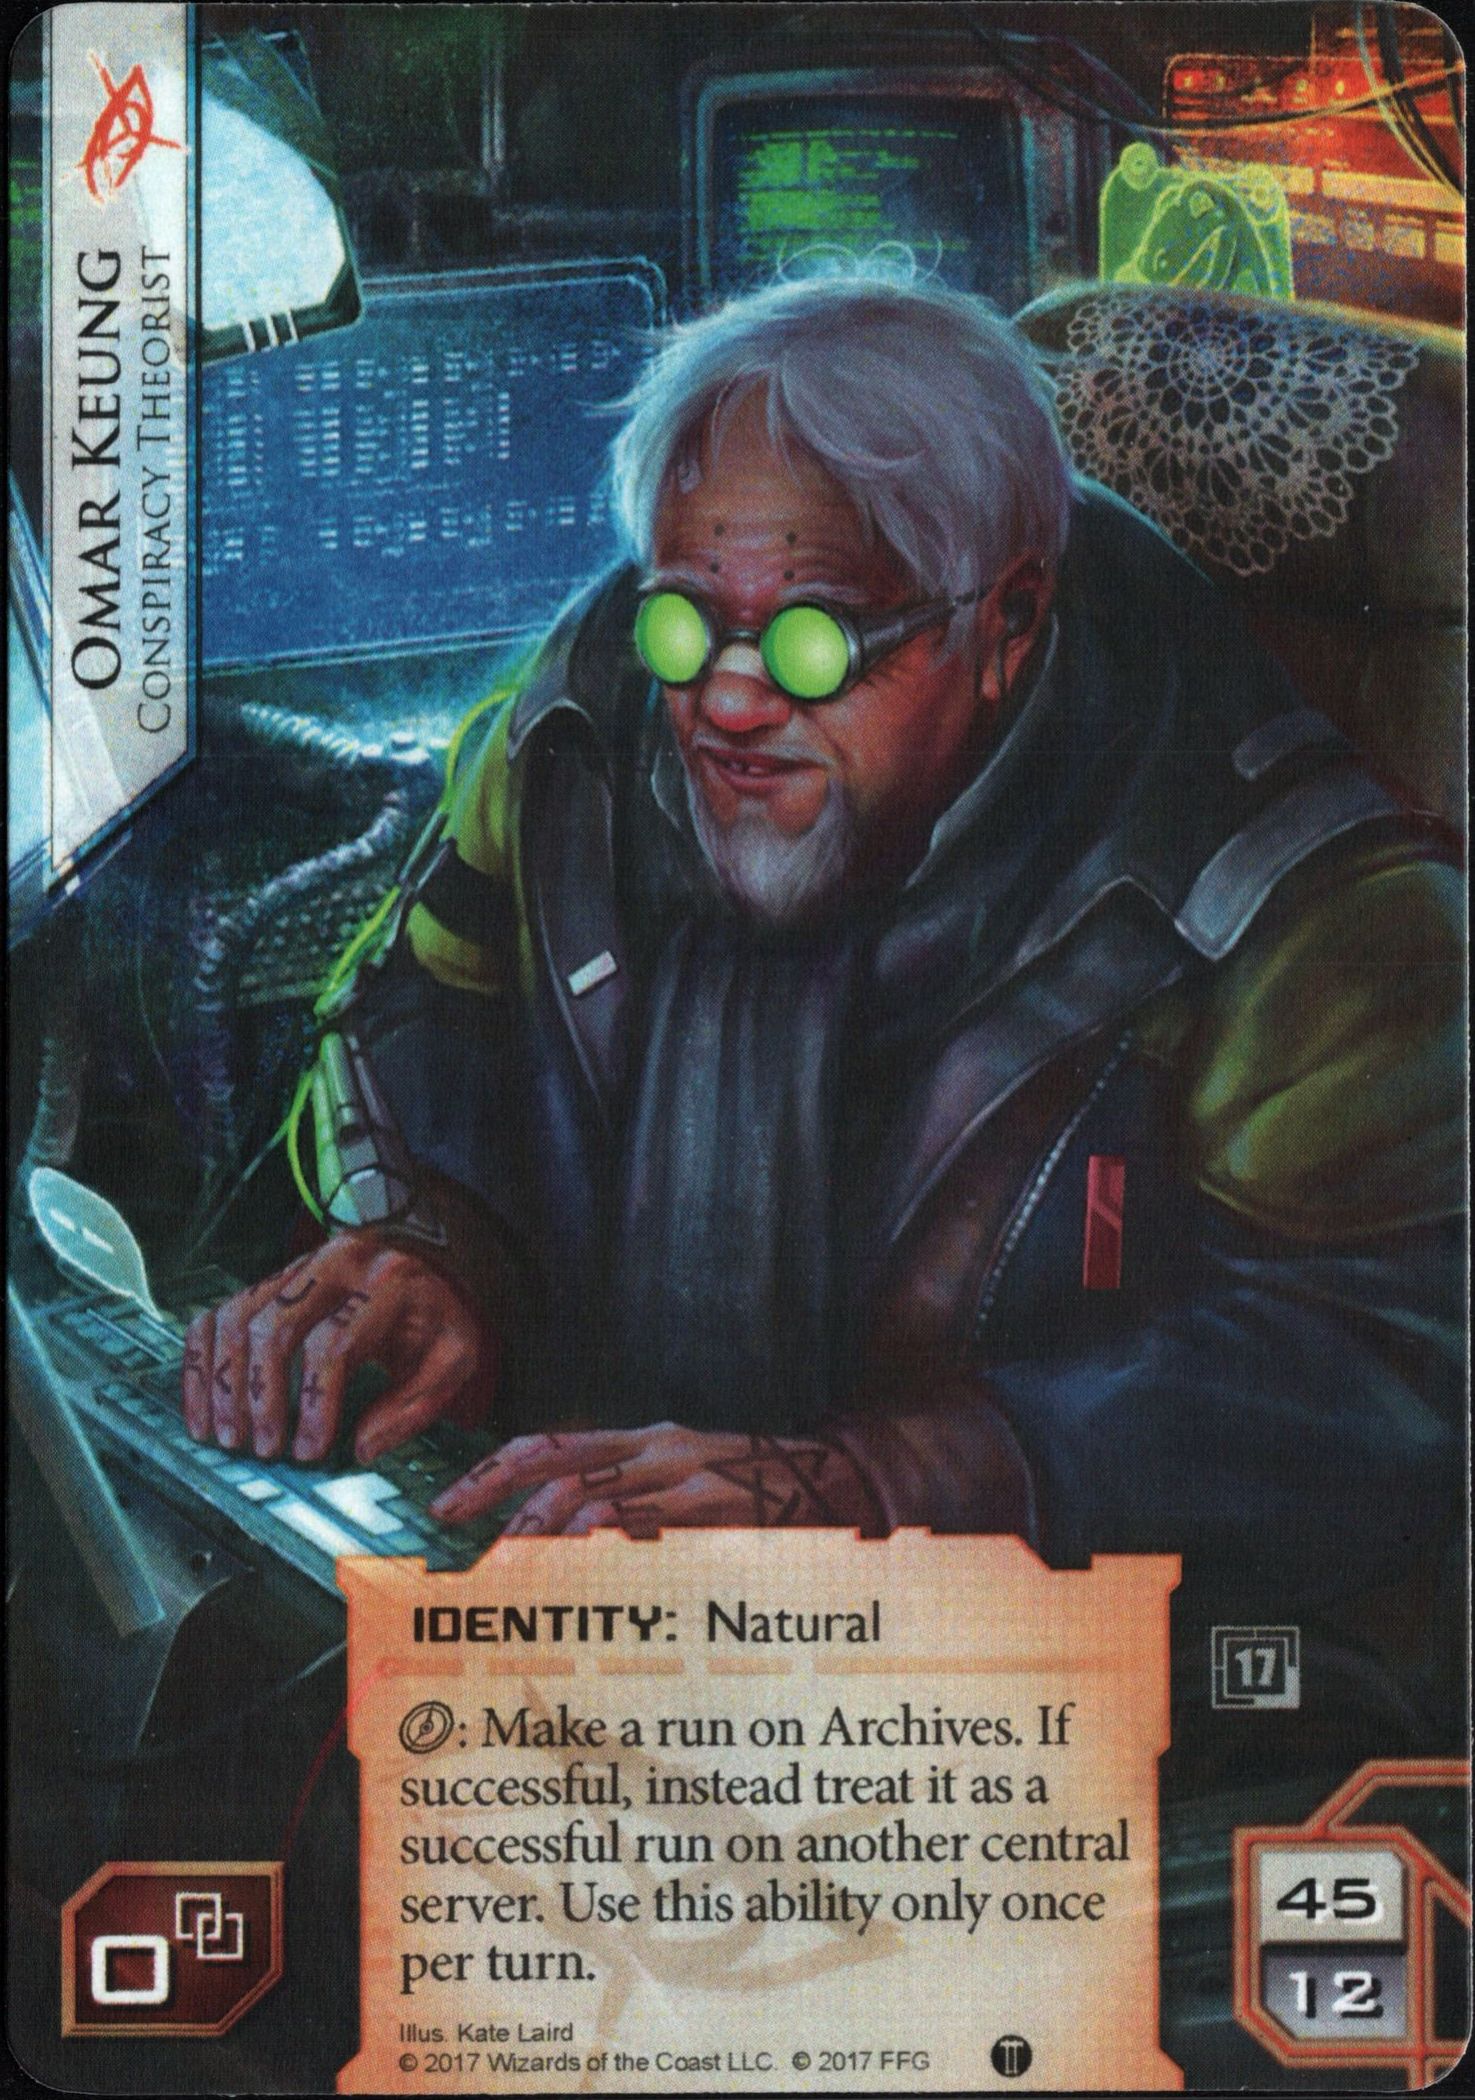 OMAR KEUNG
CONSPIRACY THEORIST
IDENTITY: Natural
17
: Make a run on Archives. If
successful, instead treat it as a
successful run on another central
server. Use this ability only once
per turn.
0
45
12
Illus. Kate Laird
© 2017 Wizards of the Coast LLC. © 2017 FFG